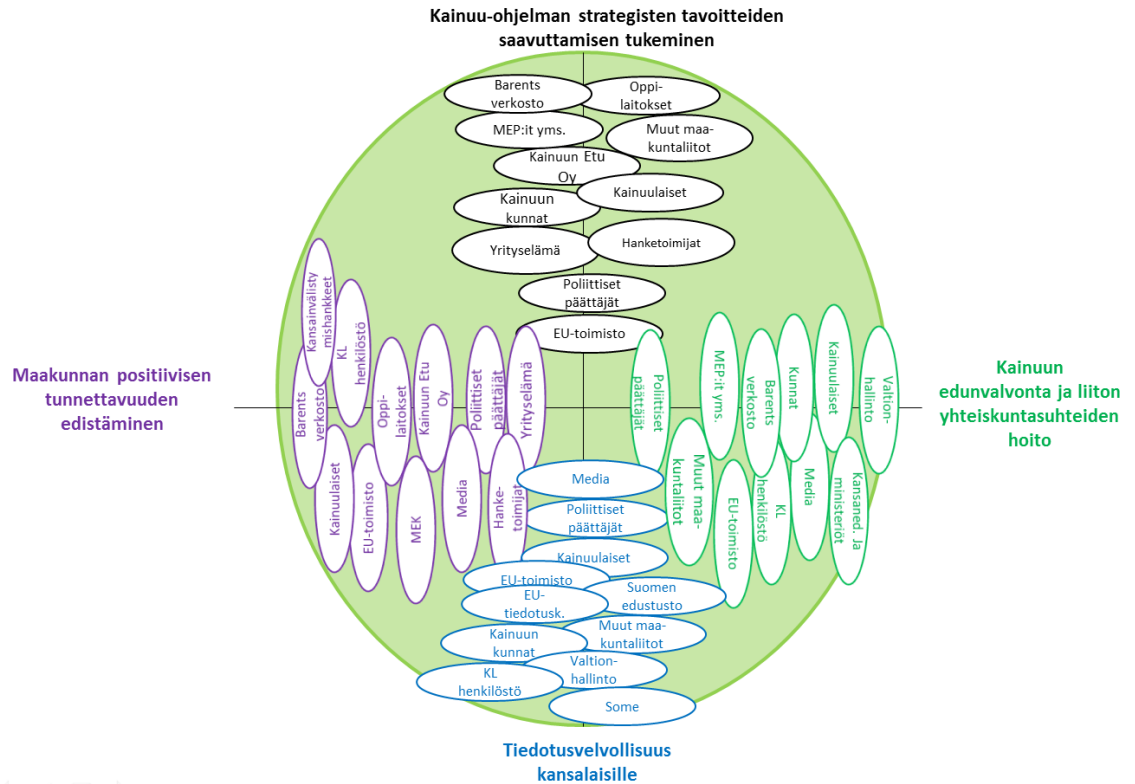 Kainuu-ohjelman strategisten tavoitteiden
saavuttamisen tukeminen
Barents
verkosto
Oppi-
laitokset
MEP:it yms.
Muut maa-
kuntaliitot
Kainuun Etu
Oy
Kainuulaiset
Kainuun
kunnat
Yrityselämä
Hanketoimijat
Poliittiset
päättäjät
EU-toimisto
Maakunnan positiivisen
tunnettavuuden
edistäminen
Barents
verkosto
Kansainvälisty
mishankkeet
KL
henkilöstö
Oppi-
laitokset
Kainuun Etu
Oy
Poliittiset
päättäjät
Yrityselämä
Kainuulaiset
EU-toimisto
MEK
Media
Hanke-
toimijat
Poliittiset
päättäjät
MEP:it yms.
Barents
verkosto
Kunnat
Kainuulaiset
Valtion-
hallinto
Muut maa-
kuntaliitot
EU-toimisto
KL
henkilöstö
Media
Kansaned. Ja
ministeriöt
Kainuun
edunvalvonta ja liiton
yhteiskuntasuhteiden
hoito
Media
Poliittiset
päättäjät
Kainuulaiset
EU-toimisto
EU-
tiedotusk.
Suomen
edustusto
Kainuun
kunnat
Muut maa-
kuntaliitot
Valtion-
hallinto
KL
henkilöstö
Some
Tiedotusvelvollisuus
kansalaisille